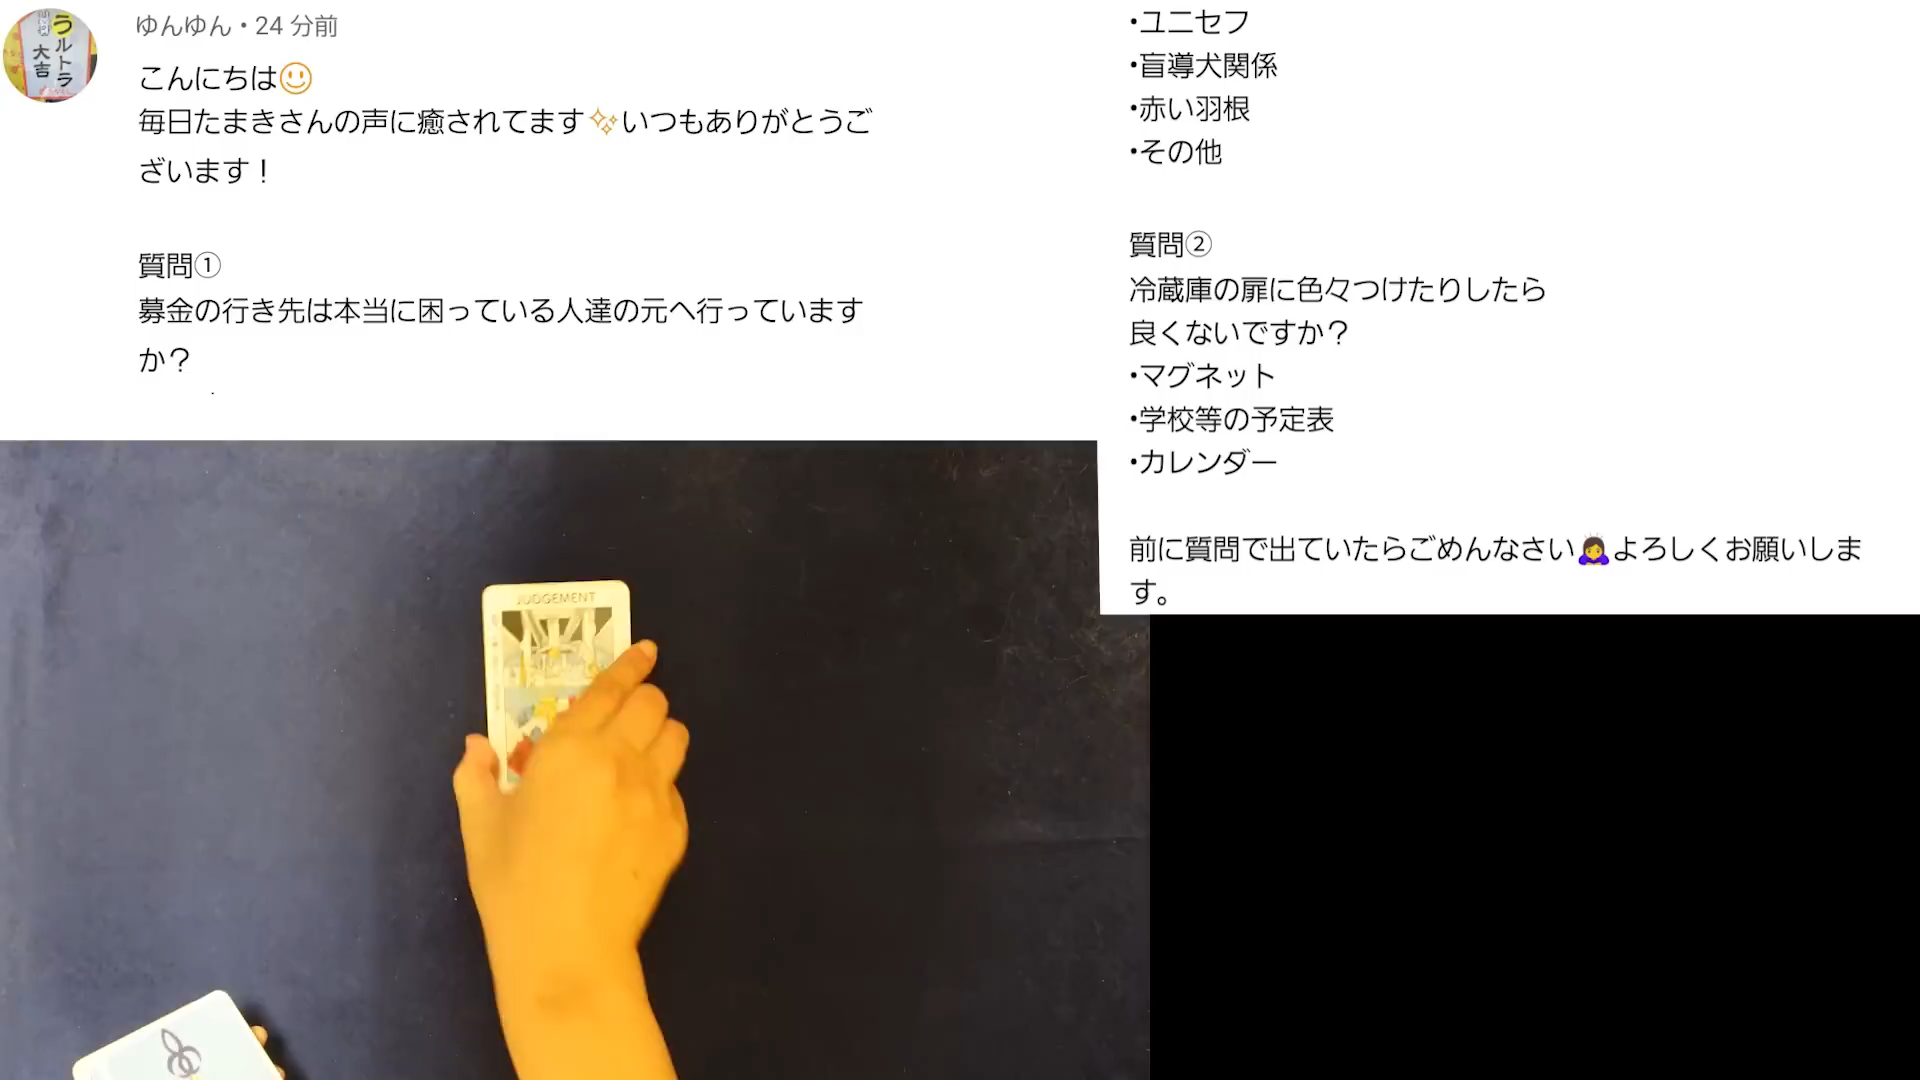 ウルトラ
大吉
ゆんゆん・24 分前
こんにちは
毎日たまきさんの声に癒されてます✨いつもありがとうご
ざいます！
質問①
募金の行き先は本当に困っている人達の元へ行っています
か？
•ユニセフ
•盲導犬関係
•赤い羽根
•その他
質問②
冷蔵庫の扉に色々つけたりしたら
良くないですか？
•マグネット
•学校等の予定表
•カレンダー
前に質問で出ていたらごめんなさい🙇‍♀️よろしくお願いしま
す。
JUDGEMENT